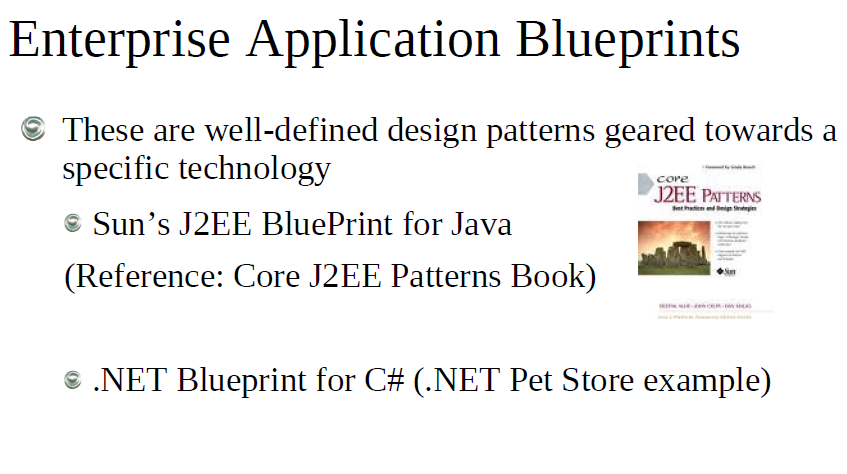 Enterprise Application Blueprints
These are well-defined design patterns geared towards a
specific technology
Foreword by Grady Booch
core
J2EE PATTERNS
Best Practices and Design Strategies
Sun’s J2EE BluePrint for Java
(Reference: Core J2EE Patterns Book)
Sun
DEEPAK ALUR • JOHN CRUPI • DAN MALKS
.NET Blueprint for C# (.NET Pet Store example)